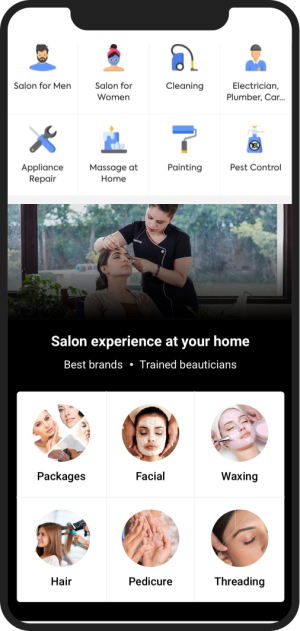 Salon for Men
Salon for
Women
Cleaning
Electrician,
Plumber, Car...
Appliance
Repair
Massage at
Home
Painting
Pest Control
Salon experience at your home
Best brands • Trained beauticians
Packages
Facial
Waxing
Hair
Pedicure
Threading